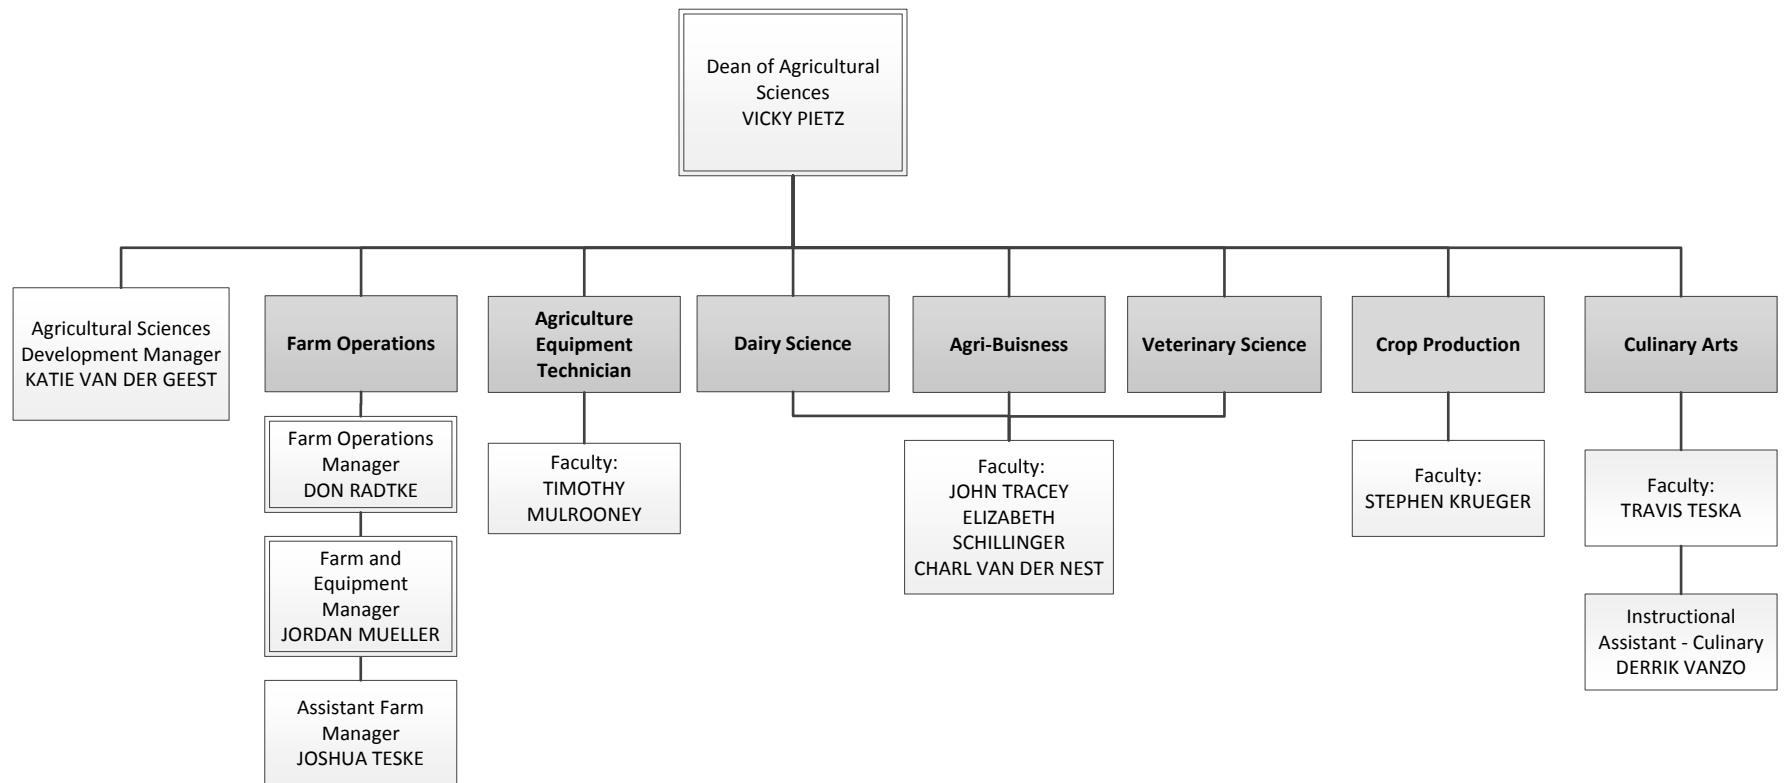 Dean of Agricultural
Sciences
VICKY PIETZ
Agricultural Sciences
Development Manager
KATIE VAN DER GEEST
Farm Operations
Agriculture
Equipment
Technician
Dairy Science
Agri-Buisness
Veterinary Science
Crop Production
Culinary Arts
Farm Operations
Manager
DON RADTKE
Farm and
Equipment
Manager
JORDAN MUELLER
Assistant Farm
Manager
JOSHUA TESKE
Faculty:
TIMOTHY
MULROONEY
Faculty:
JOHN TRACEY
ELIZABETH
SCHILLINGER
CHARL VAN DER NEST
Faculty:
STEPHEN KRUEGER
Faculty:
TRAVIS TESKA
Instructional
Assistant - Culinary
DERRIK VANZO